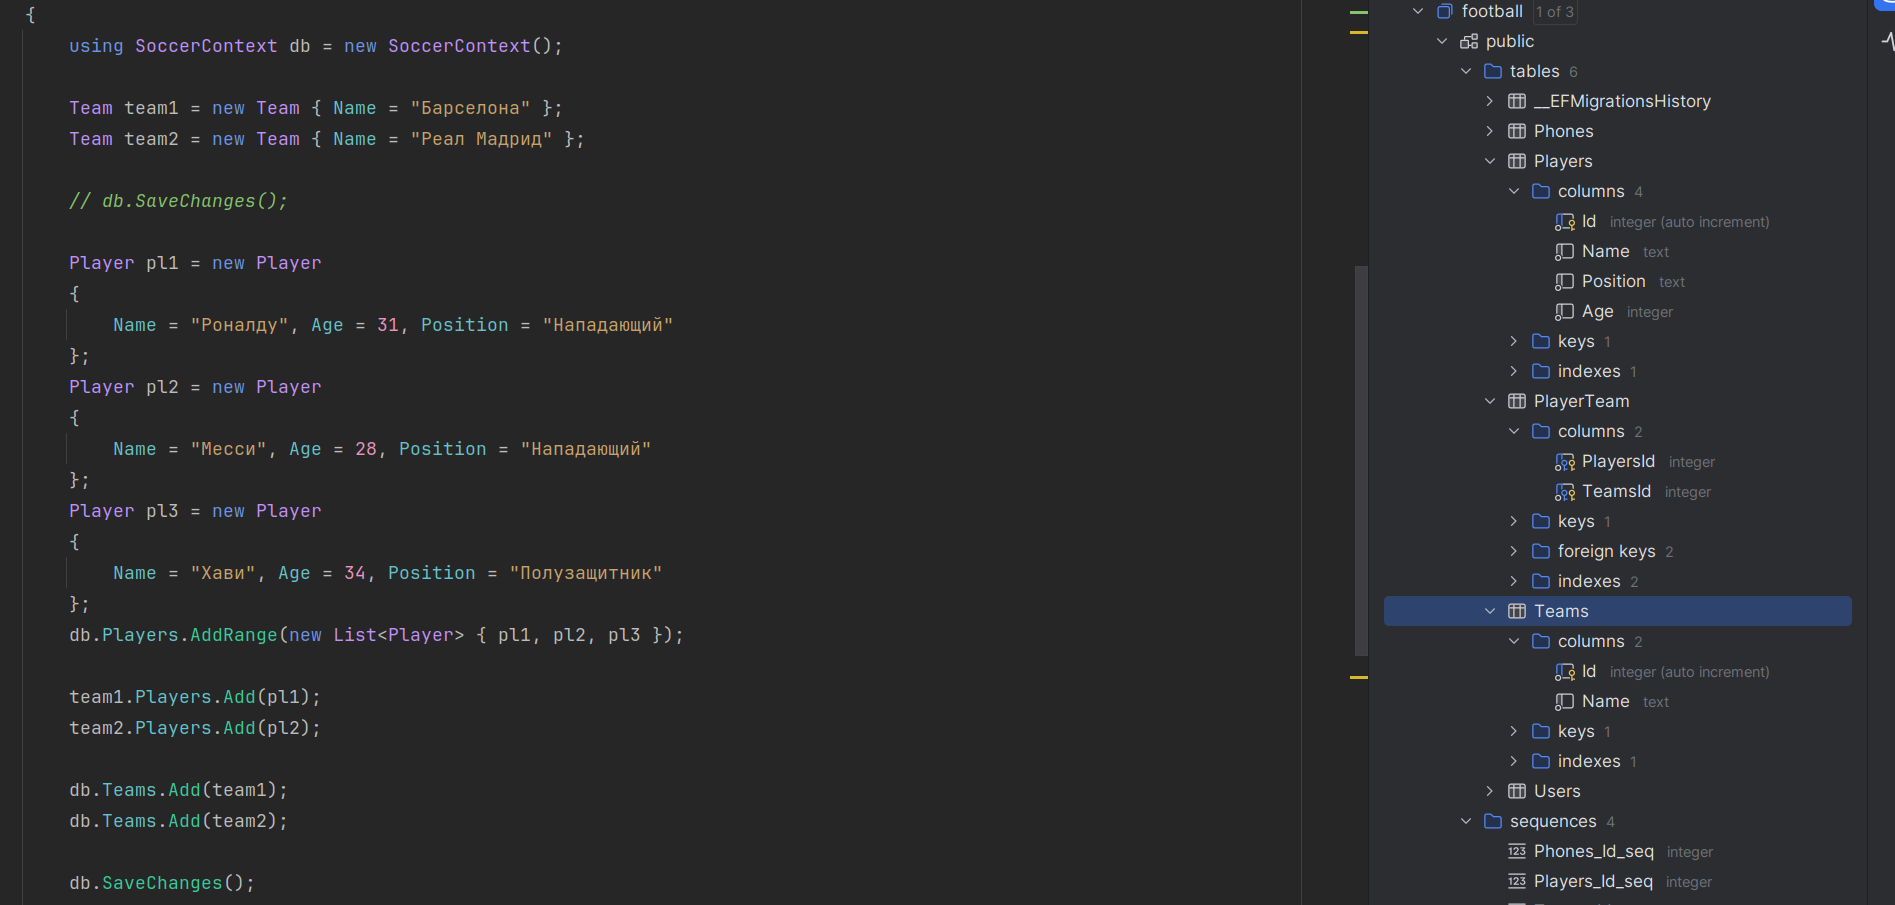 {
using SoccerContext db = new SoccerContext();
Team team1 = new Team { Name = "Барселона" };
Team team2 = new Team { Name = "Реал Мадрид" };
// db.SaveChanges();
Player pl1 = new Player
{
Name = "Роналду", Age = 31, Position = "Нападающий"
};
Player pl2 = new Player
{
Name = "Месси", Age = 28, Position = "Нападающий"
};
Player pl3 = new Player
{
Name = "Хави", Age = 34, Position = "Полузащитник"
};
db.Players.AddRange(new List<Player> { pl1, pl2, pl3 });
team1.Players.Add(pl1);
team2.Players.Add(pl2);
db.Teams.Add(team1);
db.Teams.Add(team2);
db.SaveChanges();
football 1 of 3
public
tables 6
__EFMigrationsHistory
Phones
Players
columns 4
Id integer (auto increment)
Name text
Position text
Age integer
keys 1
indexes 1
PlayerTeam
columns 2
PlayersId integer
TeamsId integer
keys 1
foreign keys 2
indexes 2
Teams
columns 2
Id integer (auto increment)
Name text
keys 1
indexes 1
Users
sequences 4
123 Phones_Id_seq integer
123 Players_Id_seq integer